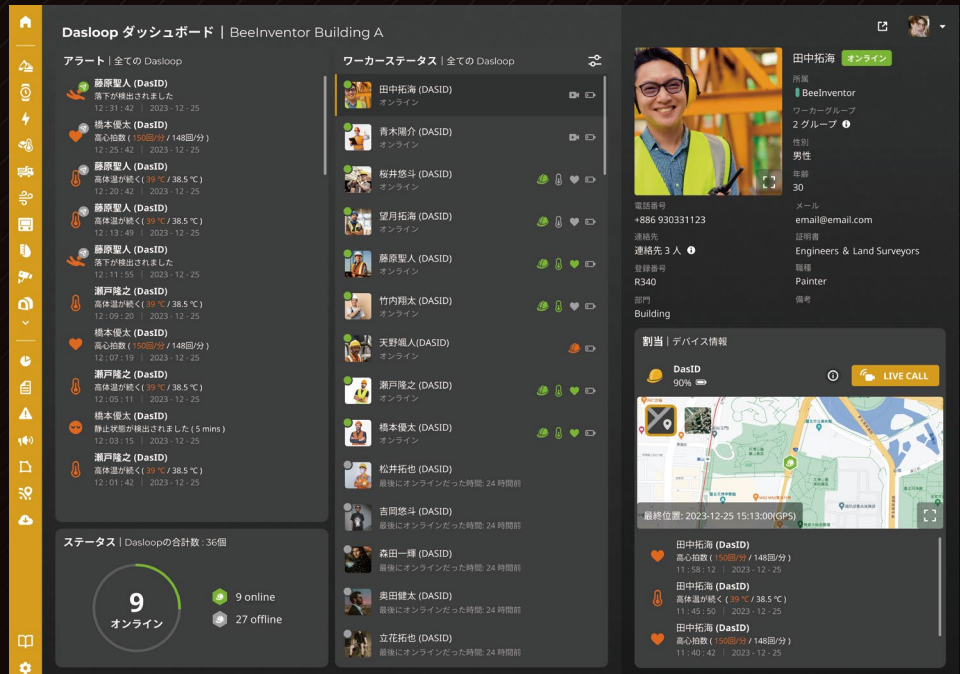 Dasloop ダッシュボード | BeeInventor Building A
アラート | 全ての Dasloop
藤原聖人 (DasID)
落下が検出されました
12:31:42 | 2023-12-25
橋本優太 (DasID)
高心拍数 ( 150回/分 / 148回/分 )
12:25:42 | 2023-12-25
藤原聖人 (DasID)
高体温が続く( 39 ℃ / 38.5 ℃ )
12:20:42 | 2023-12-25
藤原聖人 (DasID)
高体温が続く( 39 ℃ / 38.5 ℃ )
12:13:49 | 2023-12-25
藤原聖人 (DasID)
落下が検出されました
12:11:55 | 2023-12-25
瀬戸隆之 (DasID)
高体温が続く( 39 ℃ / 38.5 ℃ )
12:09:20 | 2023-12-25
橋本優太 (DasID)
高心拍数 ( 150回/分 / 148回/分 )
12:07:19 | 2023-12-25
瀬戸隆之 (DasID)
高体温が続く( 39 ℃ / 38.5 ℃ )
12:05:11 | 2023-12-25
橋本優太 (DasID)
静止状態が検出されました ( 5 mins )
12:03:15 | 2023-12-25
瀬戸隆之 (DasID)
高体温が続く( 39 ℃ / 38.5 ℃ )
12:01:42 | 2023-12-25
ステータス | Dasloopの合計数 : 36個
9
オンライン
9 online
27 offline
ワーカーステータス | 全ての Dasloop
田中拓海 (DASID)
オンライン
青木陽介 (DASID)
オンライン
桜井悠斗 (DASID)
オンライン
望月拓海 (DASID)
オンライン
藤原聖人 (DASID)
オンライン
竹内翔太 (DASID)
オンライン
天野颯人(DASID)
オンライン
瀬戸隆之 (DASID)
オンライン
橋本優太 (DASID)
オンライン
松井拓也 (DASID)
最後にオンラインだった時間: 24 時間前
吉岡悠斗 (DASID)
最後にオンラインだった時間: 24 時間前
森田一輝 (DASID)
最後にオンラインだった時間: 24 時間前
奥田健太 (DASID)
最後にオンラインだった時間: 24 時間前
立花拓也 (DASID)
最後にオンラインだった時間: 24 時間前
田中拓海 オンライン
所属
BeeInventor
ワーカーグループ
2 グループ
性別
男性
年齢
30
電話番号
+886 930331123
メール
email@email.com
連絡先
連絡先 3 人
証明書
Engineers & Land Surveyors
登録番号
R340
職種
Painter
部門
Building
備考
割当 | デバイス情報
DasID
90%
LIVE CALL
最終位置: 2023-12-25 15:13:00(GPS)
田中拓海 (DasID)
高心拍数 ( 150回/分 / 148回/分 )
11:58:12 | 2023-12-25
田中拓海 (DasID)
高体温が続く ( 39 ℃ / 38.5 ℃ )
11:45:50 | 2023-12-25
田中拓海 (DasID)
高心拍数 ( 150回/分 / 148回/分 )
11:40:42 | 2023-12-25